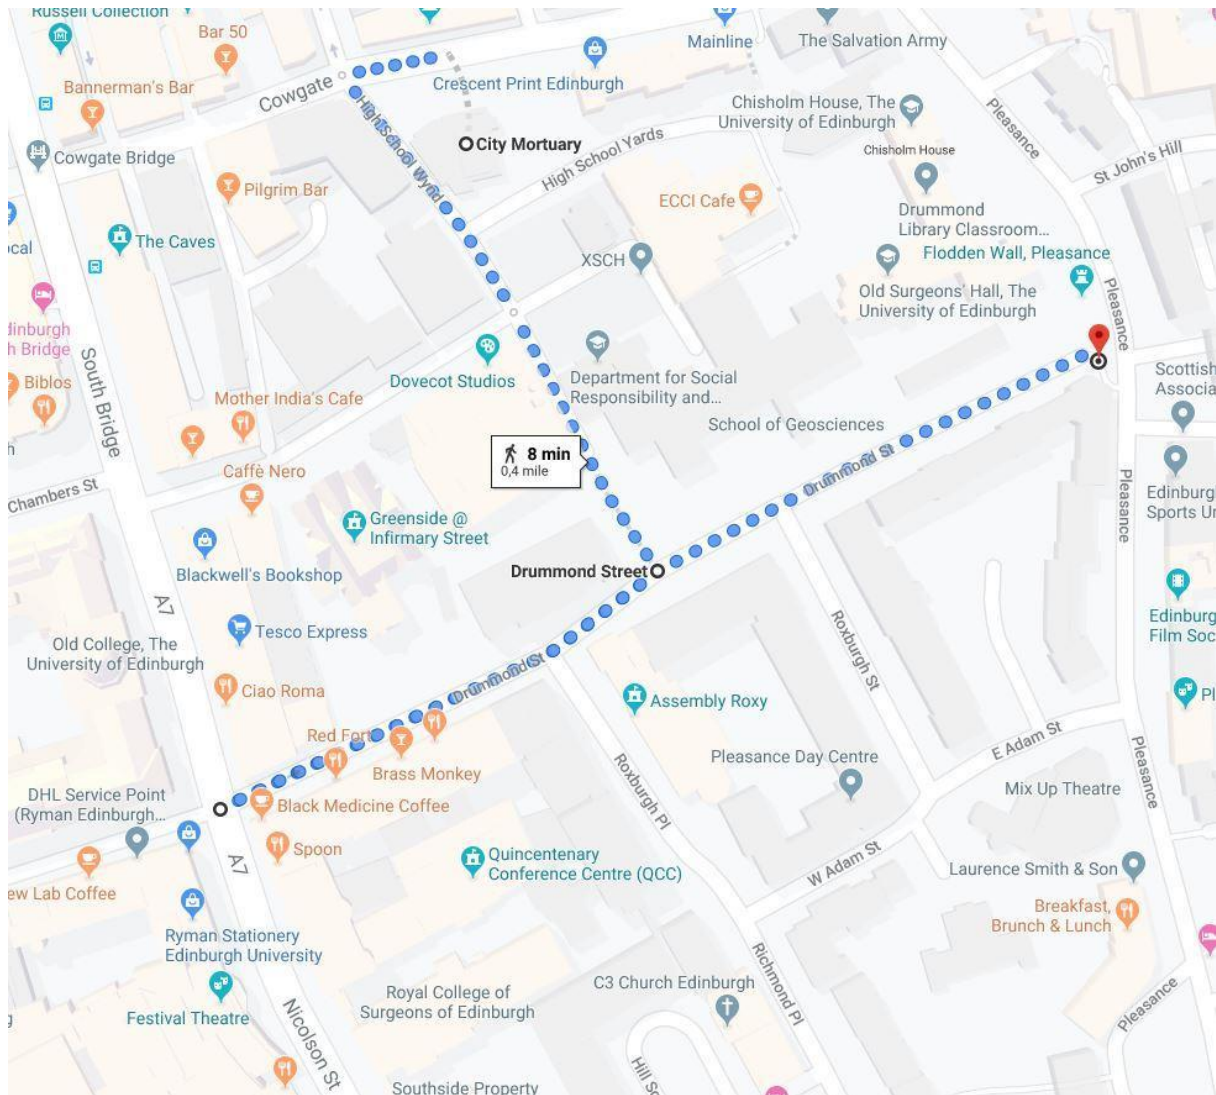 Russell Collection
Bar 50
Mainline
The Salvation Army
Bannerman's Bar
Cowgate
Crescent Print Edinburgh
Chisholm House, The
University of Edinburgh
Pleasance
High School Wynd
City Mortuary
High School Yards
Chisholm House
St John's Hill
Cowgate Bridge
Pilgrim Bar
ECCI Cafe
Drummond
Library Classroom...
The Caves
XSCH
Flodden Wall, Pleasance
Old Surgeons' Hall, The
University of Edinburgh
Pleasance
ocal
dinburgh
h Bridge
South Bridge
Biblos
Dovecot Studios
Department for Social
Responsibility and...
Scottish
Associa
Mother India's Cafe
School of Geosciences
h
8 min
0,4 mile
Drummond St
Caffè Nero
Chambers St
Pleasance
Edinburgh
Sports Un
Greenside @
Infirmary Street
Blackwell's Bookshop
Drummond Street
A7
Tesco Express
Old College, The
University of Edinburgh
Roxburgh St
Edinburg
Film Soc
Drummond St
Ciao Roma
Assembly Roxy
Pl
Red Fort
Brass Monkey
Pleasance Day Centre
E Adam St
Pleasance
Roxburgh Pl
DHL Service Point
(Ryman Edinburgh...
Black Medicine Coffee
Mix Up Theatre
Spoon
A7
Quincentenary
Conference Centre (QCC)
W Adam St
Laurence Smith & Son
ew Lab Coffee
Breakfast,
Brunch & Lunch
Ryman Stationery
Edinburgh University
Richmond Pl
C3 Church Edinburgh
Royal College of
Surgeons of Edinburgh
Pleasance
Festival Theatre
g
Nicolson St
Hill Sq
Southside Property